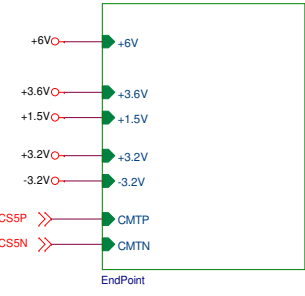 +6V +6V
+3.6V +3.6V
+1.5V +1.5V
+3.2V +3.2V
-3.2V -3.2V
CS5P CMTP
CS5N CMTN
EndPoint